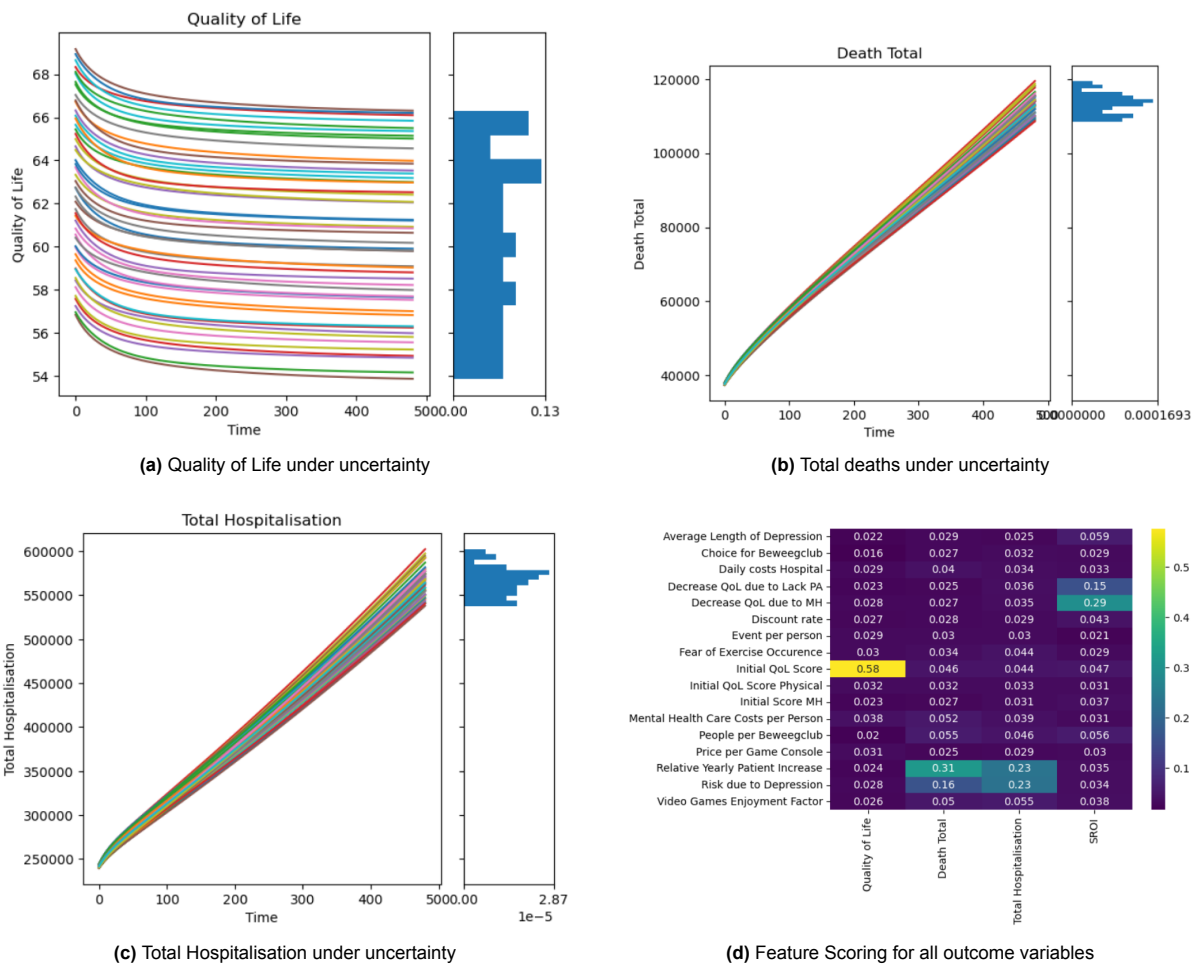 Quality of Life
Quality of Life
68
66
64
62
60
58
56
54
0 100 200 300 400 5000.00 0.13
Time
(a) Quality of Life under uncertainty
Death Total
Death Total
120000
100000
80000
60000
40000
0 100 200 300 400 0.0001693
Time
(b) Total deaths under uncertainty
Total Hospitalisation
Total Hospitalisation
600000
550000
500000
450000
400000
350000
300000
250000
0 100 200 300 400 5000.00 2.87
1e-5
Time
(c) Total Hospitalisation under uncertainty
Average Length of Depression 0.022 0.029 0.025 0.059
Choice for Beweegclub 0.016 0.027 0.032 0.029
Daily costs Hospital 0.029 0.04 0.034 0.033
Decrease QoL due to Lack PA 0.023 0.025 0.036 0.15
Decrease QoL due to MH 0.028 0.027 0.035 0.29
Discount rate 0.027 0.028 0.029 0.043
Event per person 0.029 0.03 0.03 0.021
Fear of Exercise Occurence 0.03 0.034 0.044 0.029
Initial QoL Score 0.58 0.046 0.044 0.047
Initial QoL Score Physical 0.032 0.032 0.033 0.031
Initial Score MH 0.023 0.027 0.031 0.037
Mental Health Care Costs per Person 0.038 0.052 0.039 0.031
People per Beweegclub 0.02 0.055 0.046 0.056
Price per Game Console 0.031 0.025 0.029 0.03
Relative Yearly Patient Increase 0.024 0.31 0.23 0.035
Risk due to Depression 0.028 0.16 0.23 0.034
Video Games Enjoyment Factor 0.026 0.05 0.055 0.038
Quality of Life
Death Total
Total Hospitalisation
SROI
0.5
0.4
0.3
0.2
0.1
(d) Feature Scoring for all outcome variables